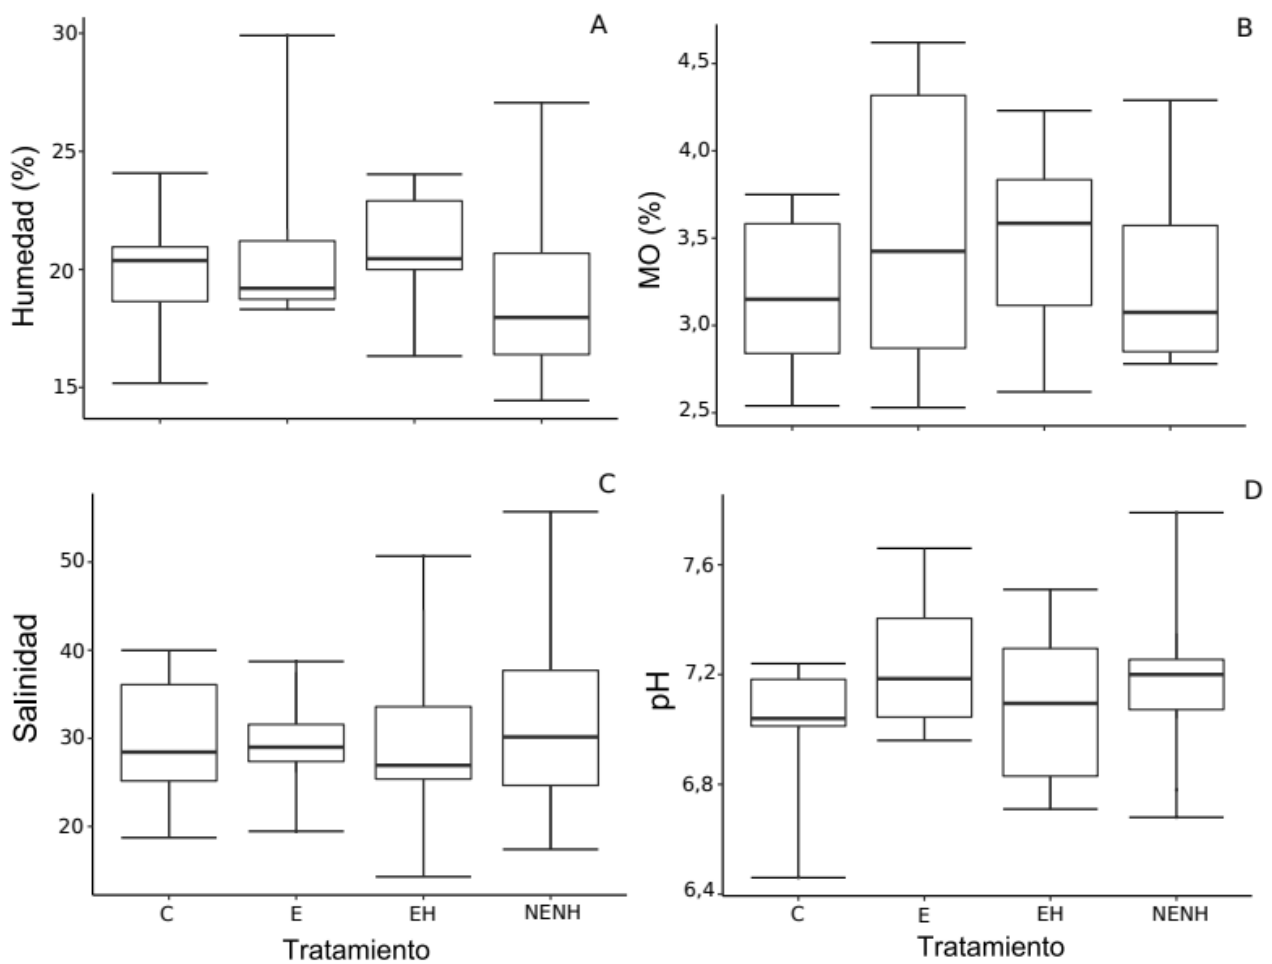 A
30
25
20
15
Humedad (%)
B
4,5
4,0
3,5
3,0
2,5
MO (%)
C
50
40
30
20
Salinidad
C E EH NENH
Tratamiento
D
7,6
7,2
6,8
6,4
pH
C E EH NENH
Tratamiento